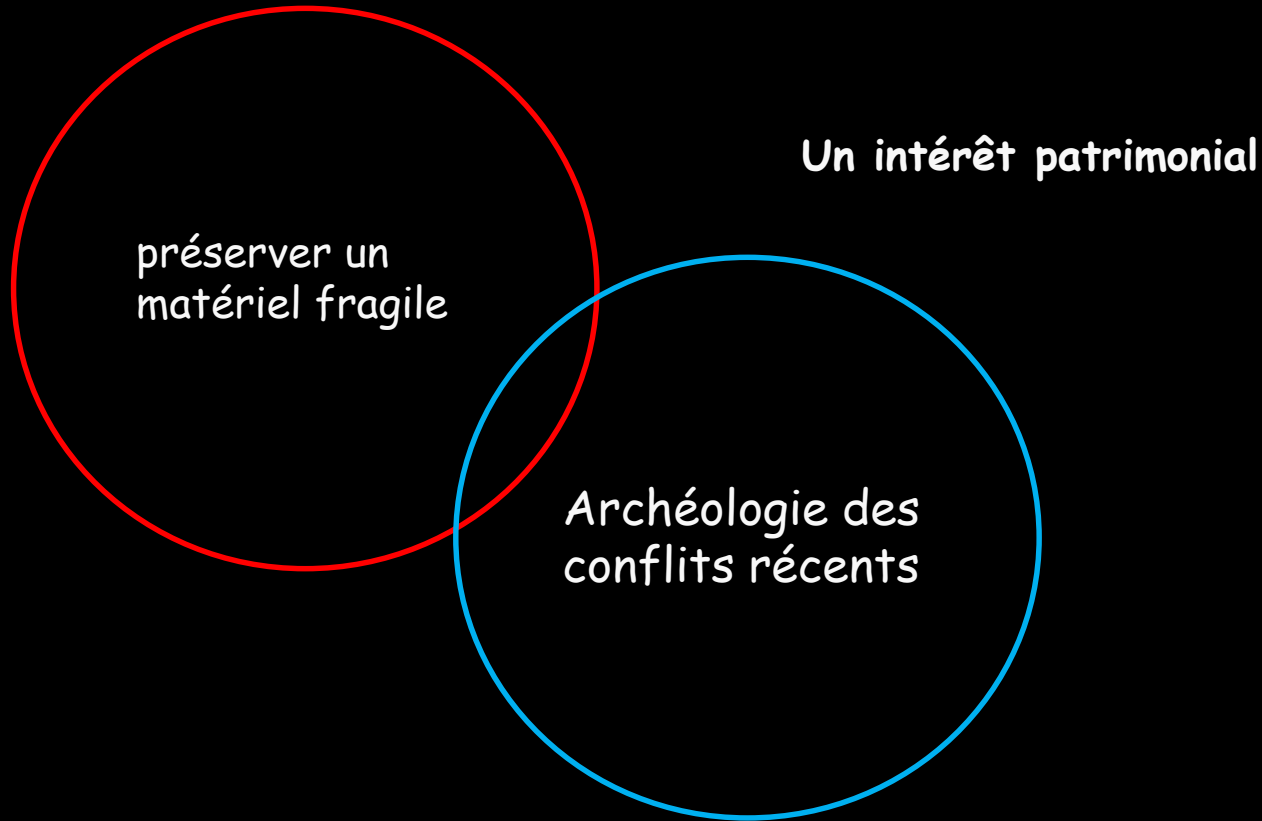 Un intérêt patrimonial
préserver un
matériel fragile
Archéologie des
conflits récents